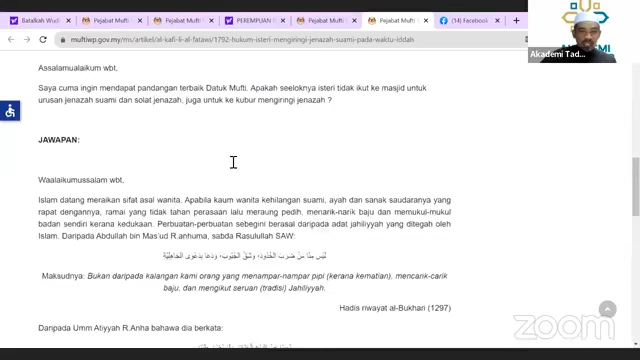 Batalkah Wud
Pejabat Mufti
Pejabat Mufti
PEREMPUAN
Pejabat Mufti
Pejabat Mufti
(14) Facebook
muftiwp.gov.my/ms/artikel/al-kafi-li-al-fatawi/1792-hukum-isteri-mengiringi-jenazah-suami-pada-waktu-iddah
Akademi Tad...
Assalamualaikum wbt,
Saya cuma ingin mendapat pandangan terbaik Datuk Mufti. Apakah seeloknya isteri tidak ikut ke masjid untuk
urusan jenazah suami dan solat jenazah, juga untuk ke kubur mengiringi jenazah ?
JAWAPAN:
Waalaikumussalam wbt,
Islam datang meraikan sifat asal wanita. Apabila kaum wanita kehilangan suami, ayah dan sanak saudaranya yang
rapat dengannya, ramai yang tidak tahan perasaan lalu meraung pedih, menarik-narik baju dan memukul-mukul
badan sendiri kerana kedukaan. Perbuatan-perbuatan sebegini berasal daripada adat jahiliyyah yang ditegah oleh
Islam. Daripada Abdullah bin Mas'ud R.anhuma, sabda Rasulullah SAW:
لَيْسَ مِنَّا مَنْ ضَرَبَ الْخُدُودَ، وَشَقَّ الْجُيُوبَ، وَدَعَا بِدَعْوَى الْجَاهِلِيَّةِ
Maksudnya: Bukan daripada kalangan kami orang yang menampar-nampar pipi (kerana kematian), mencarik-carik
baju, dan mengikut seruan (tradisi) Jahiliyyah.
Hadis riwayat al-Bukhari (1297)
Daripada Umm Atiyyah R.Anha bahawa dia berkata:
zoom